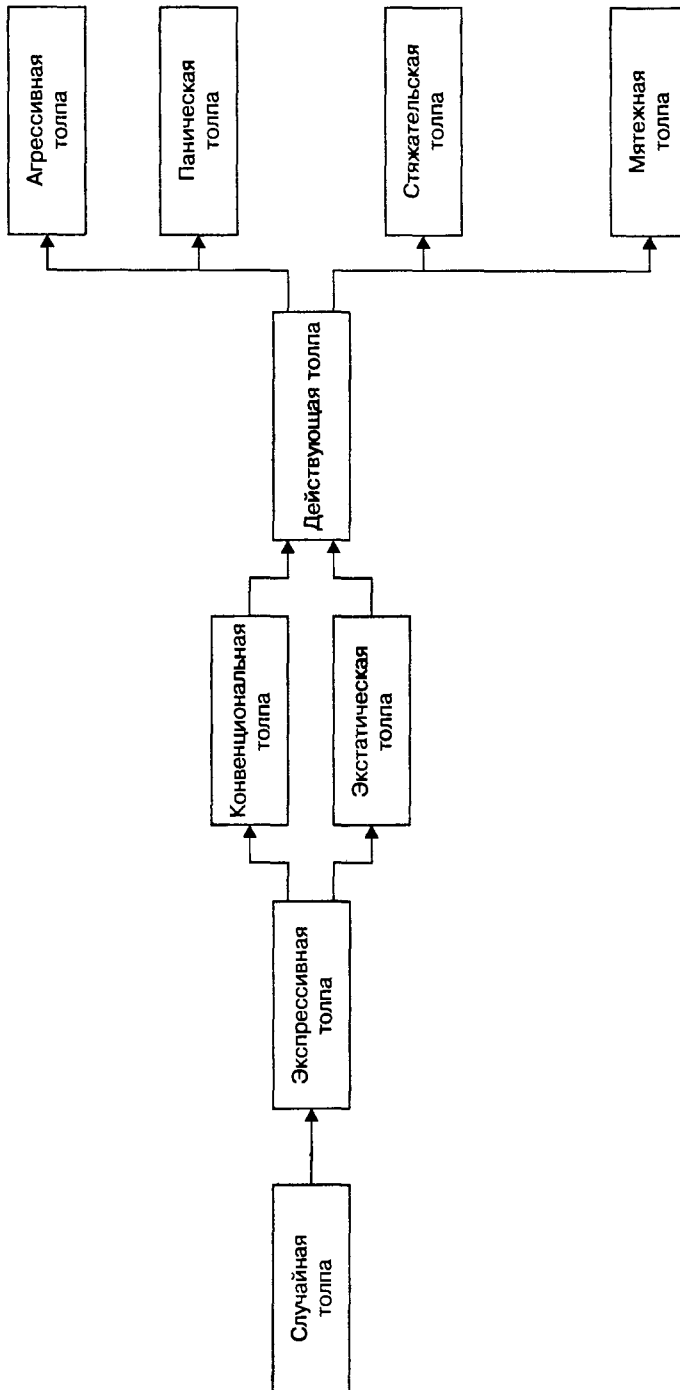 Случайная
толпа
Экспрессивная
толпа
Конвенциональная
толпа
Экстатическая
толпа
Действующая толпа
Агрессивная
толпа
Паническая
толпа
Стяжательская
толпа
Мятежная
толпа